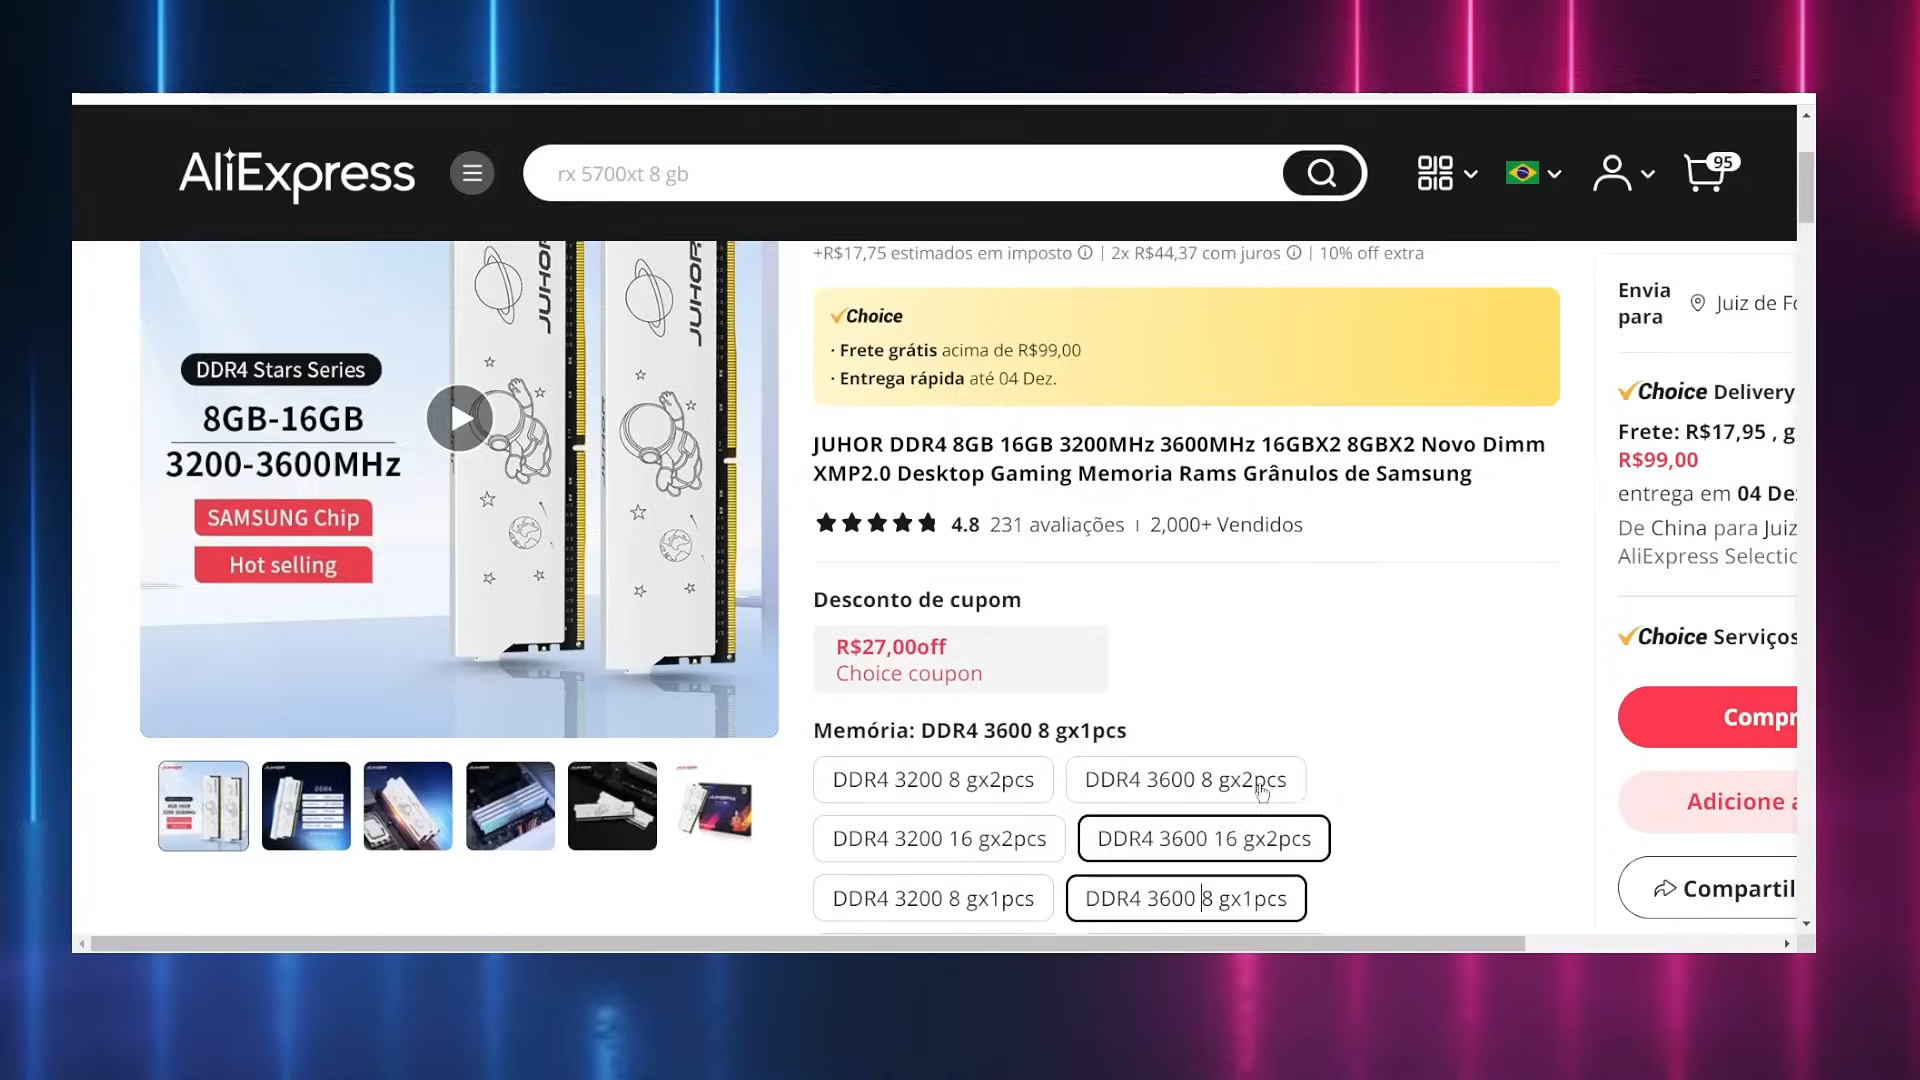 AliExpress
rx 5700xt 8 gb
95
JUHOR
JUHOR
DDR4 Stars Series
8GB-16GB
3200-3600MHz
SAMSUNG Chip
Hot selling
+R$17,75 estimados em imposto | 2x R$44,37 com juros | 10% off extra
Choice
· Frete grátis acima de R$99,00
· Entrega rápida até 04 Dez.
JUHOR DDR4 8GB 16GB 3200MHz 3600MHz 16GBX2 8GBX2 Novo Dimm
XMP2.0 Desktop Gaming Memoria Rams Grânulos de Samsung
4.8 231 avaliações | 2,000+ Vendidos
Desconto de cupom
R$27,00off
Choice coupon
Memória: DDR4 3600 8 gx1pcs
DDR4 3200 8 gx2pcs
DDR4 3600 8 gx2pcs
DDR4 3200 16 gx2pcs
DDR4 3600 16 gx2pcs
DDR4 3200 8 gx1pcs
DDR4 3600 8 gx1pcs
Envia
para
Juiz de Fo
Choice Delivery
Frete: R$17,95 , g
R$99,00
entrega em 04 De
De China para Juiz
AliExpress Selectio
Choice Serviços
Compr
Adicione a
Compartil